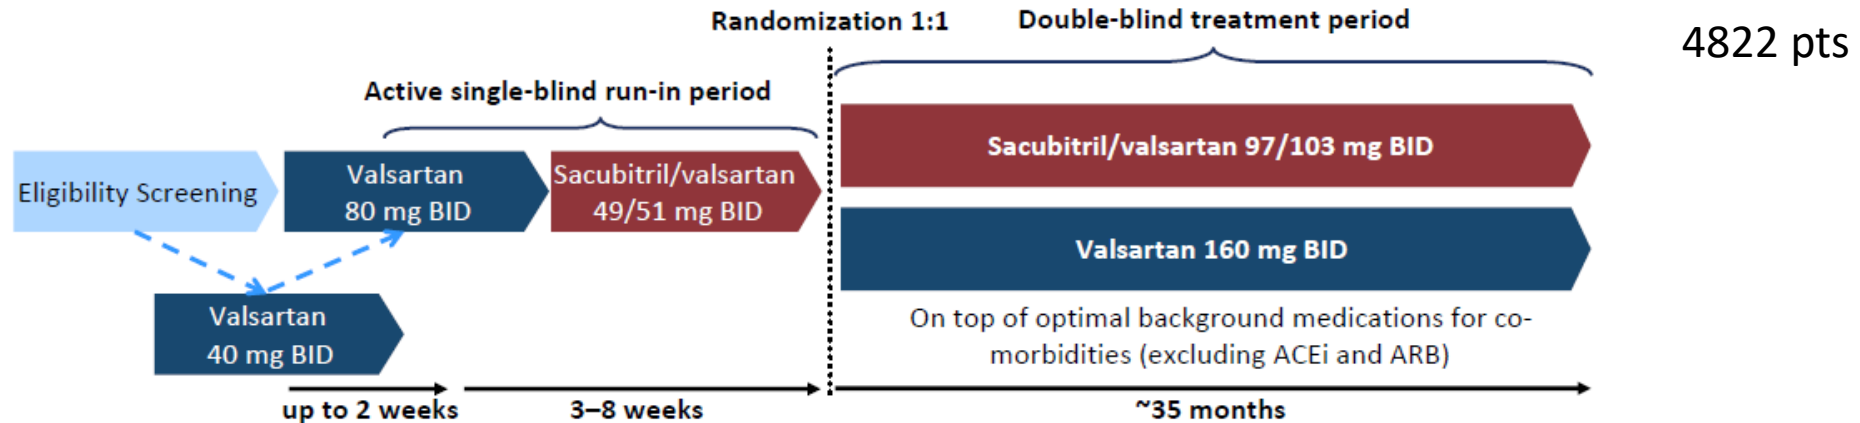 Randomization 1:1
Double-blind treatment period
4822 pts
Active single-blind run-in period
Eligibility Screening
Valsartan
80 mg BID
Sacubitril/valsartan
49/51 mg BID
Sacubitril/valsartan 97/103 mg BID
Valsartan 160 mg BID
Valsartan
40 mg BID
On top of optimal background medications for co-
morbidities (excluding ACEi and ARB)
up to 2 weeks
3–8 weeks
~35 months